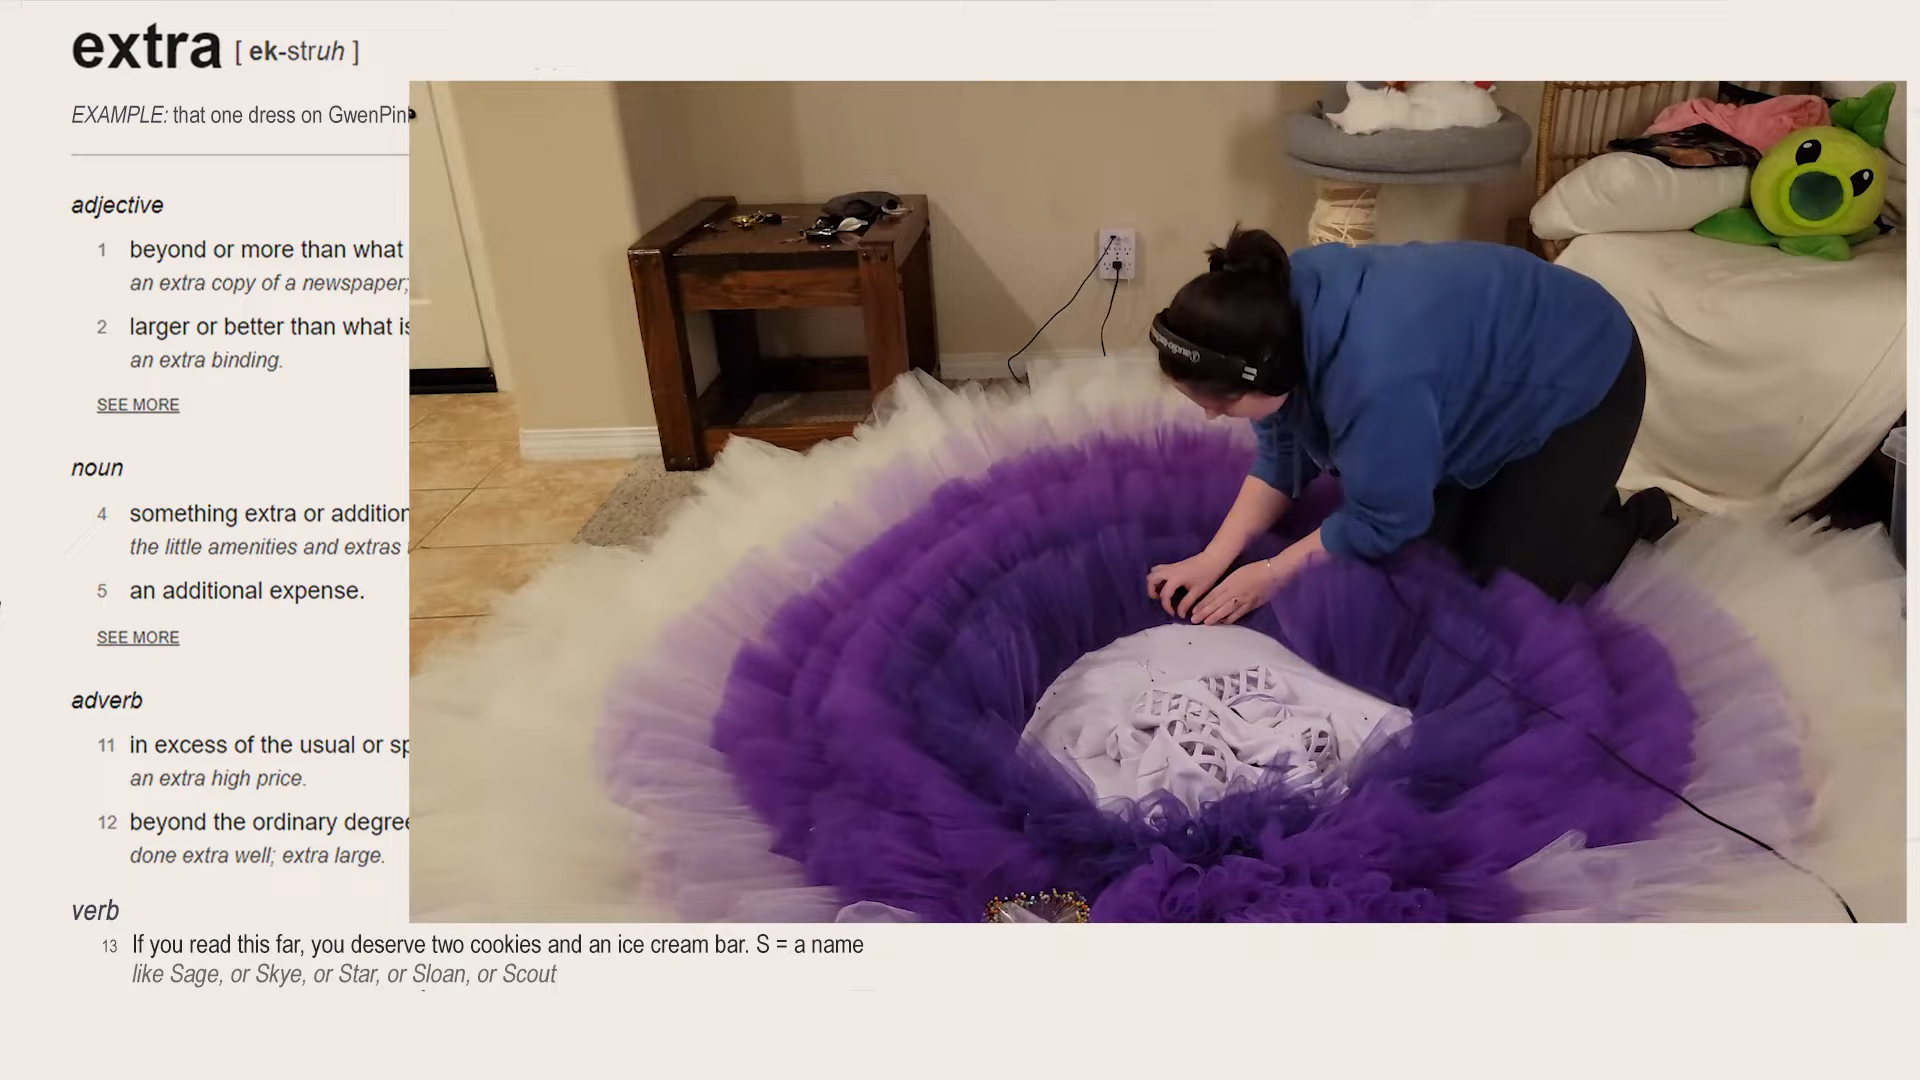 extra [ ek-struh ]
EXAMPLE: that one dress on GwenPin
adjective
1 beyond or more than what
an extra copy of a newspaper;
2 larger or better than what is
an extra binding.
SEE MORE
noun
4 something extra or addition
the little amenities and extras
5 an additional expense.
SEE MORE
adverb
11 in excess of the usual or sp
an extra high price.
12 beyond the ordinary degree
done extra well; extra large.
verb
13 If you read this far, you deserve two cookies and an ice cream bar. S = a name
like Sage, or Skye, or Star, or Sloan, or Scout